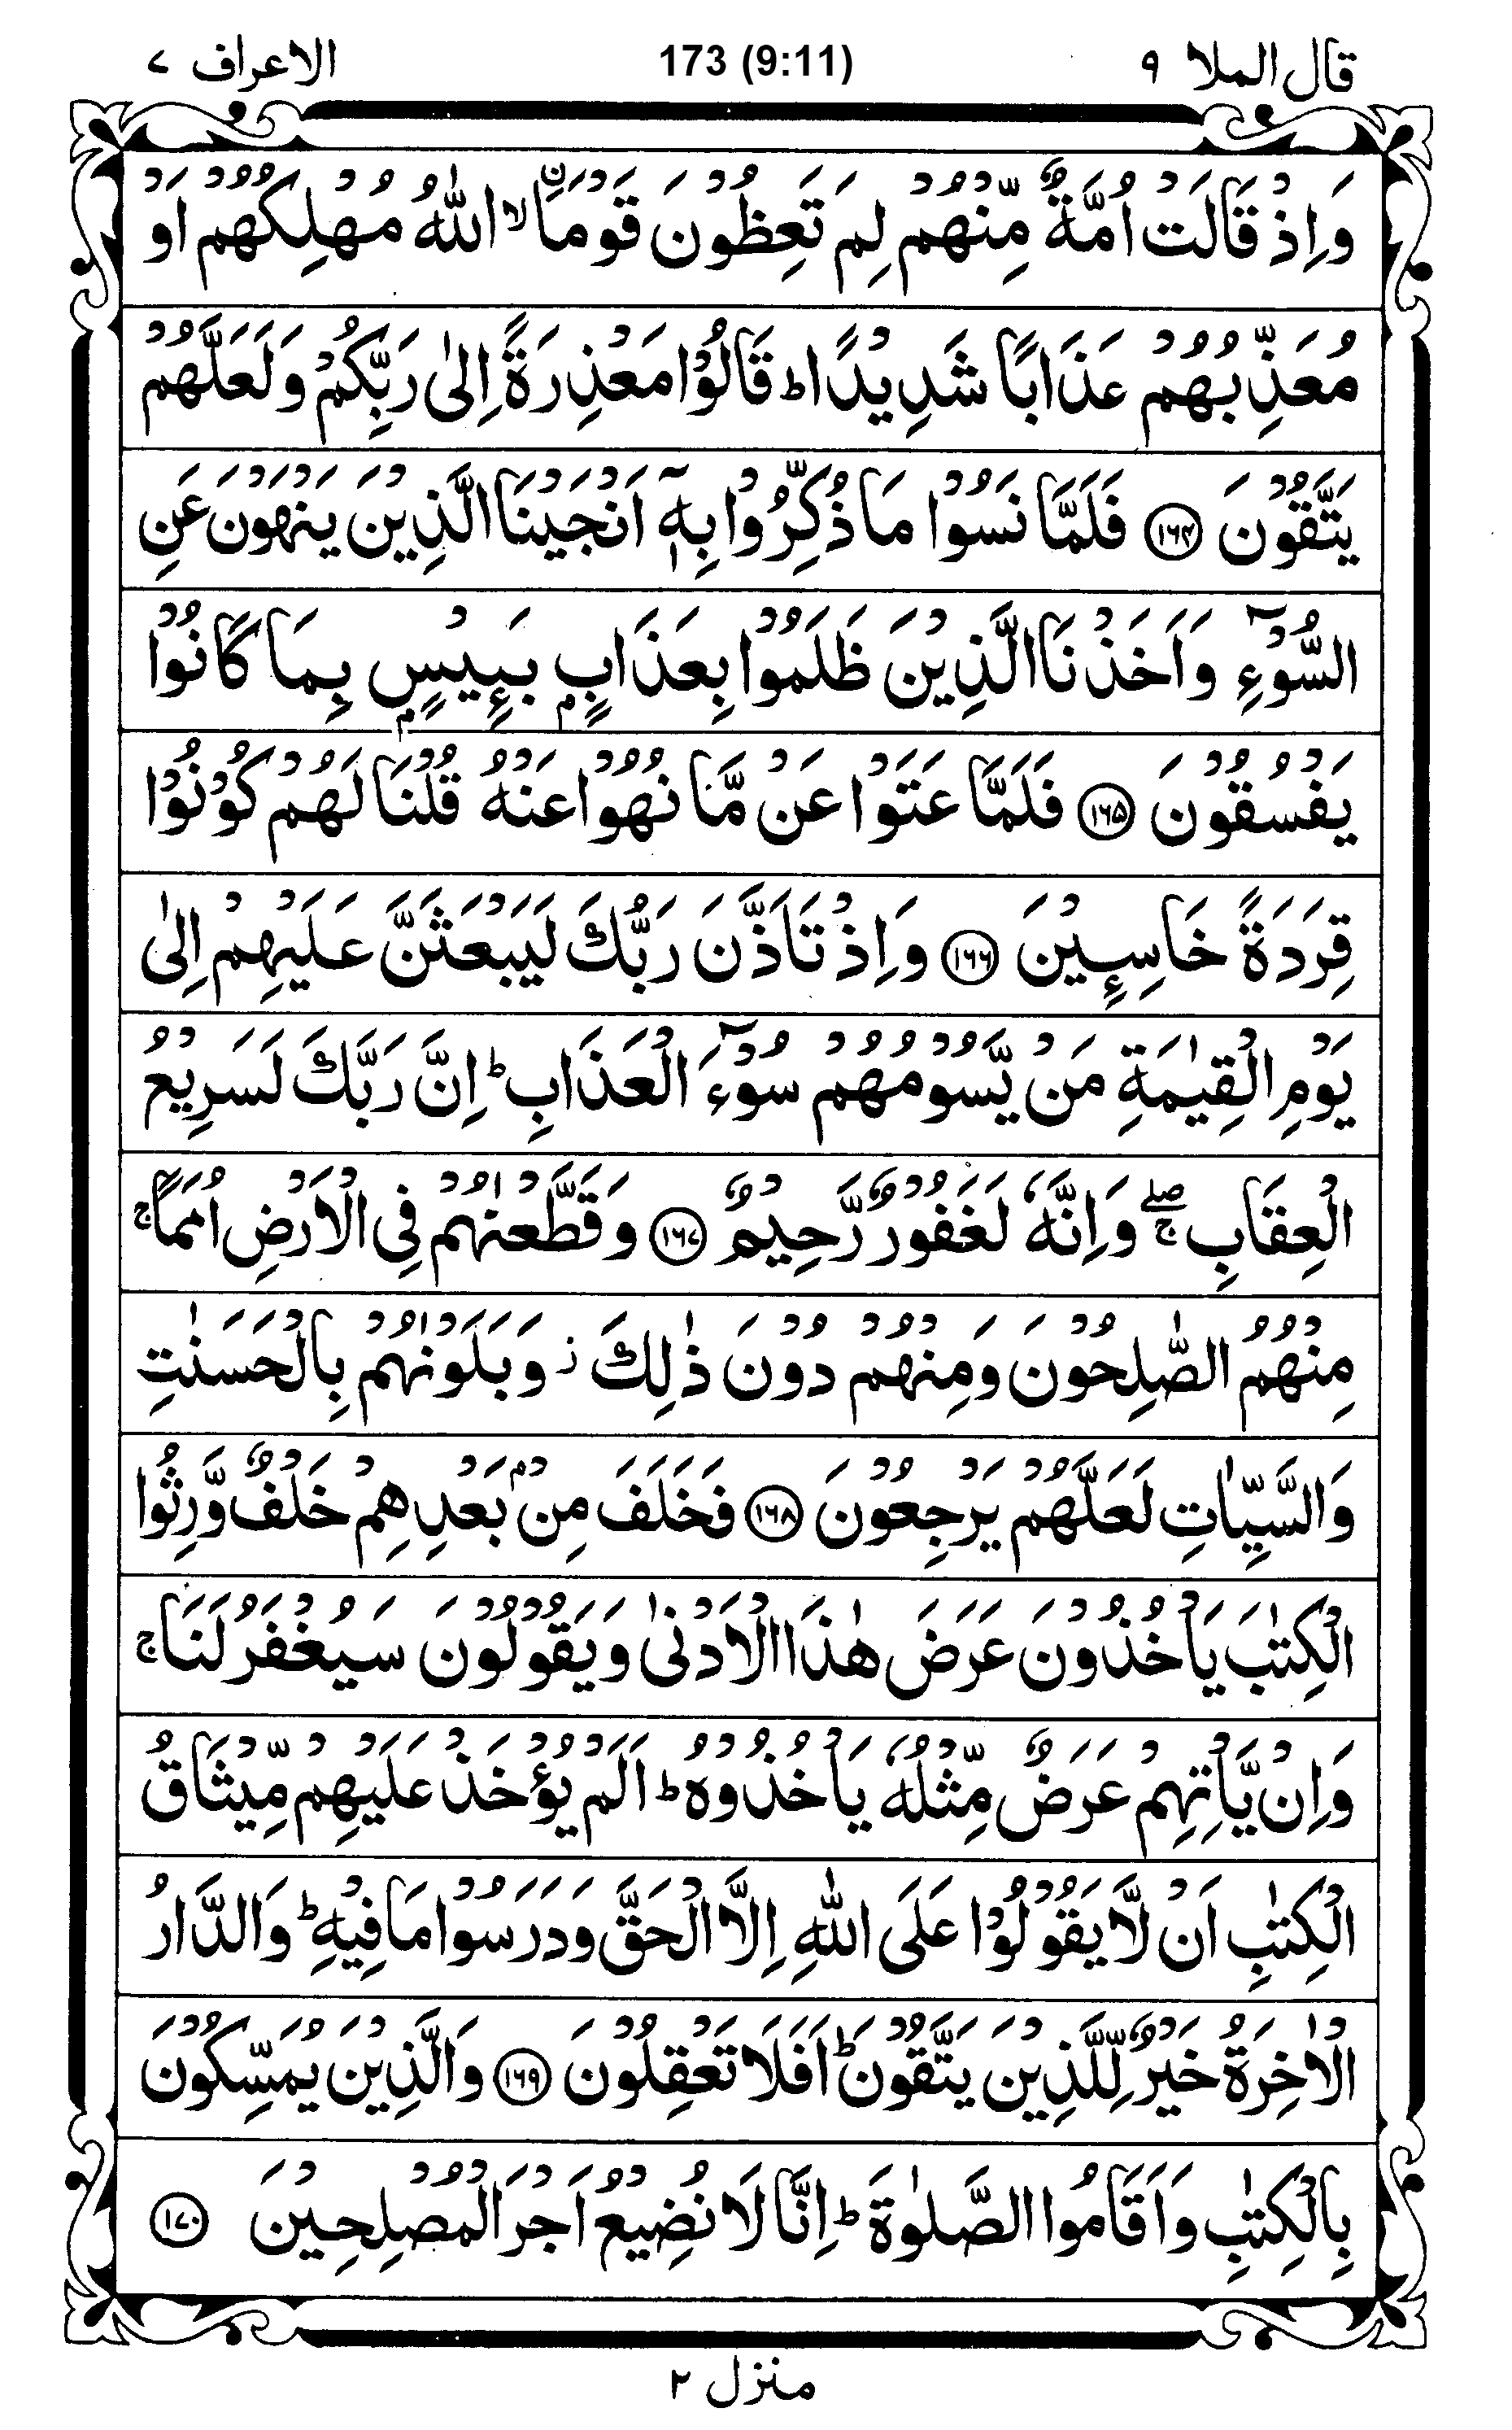 قال الملا ٩ 173 (9:11) الاعراف ٧
وَاِذْ قَالَتْ اُمَّةٌ مِّنْهُمْ لِمَ تَعِظُوْنَ قَوْمَاۙ اۨللّٰهُ مُهْلِكُهُمْ اَوْ
مُعَذِّبُهُمْ عَذَابًا شَدِيْدًاؕ قَالُوْا مَعْذِرَةً اِلٰى رَبِّكُمْ وَلَعَلَّهُمْ
يَتَّقُوْنَ ۝١٦٤ فَلَمَّا نَسُوْا مَا ذُكِّرُوْا بِهٖۤ اَنْجَيْنَا الَّذِيْنَ يَنْهَوْنَ عَنِ
السُّوْٓءِ وَاَخَذْنَا الَّذِيْنَ ظَلَمُوْا بِعَذَابٍۭ بَـِٔيْسٍۭ بِمَا كَانُوْا
يَفْسُقُوْنَ ۝١٦٥ فَلَمَّا عَتَوْا عَنْ مَّا نُهُوْا عَنْهُ قُلْنَا لَهُمْ كُوْنُوْا
قِرَدَةً خَاسِـِٕيْنَ ۝١٦٦ وَاِذْ تَاَذَّنَ رَبُّكَ لَيَبْعَثَنَّ عَلَيْهِمْ اِلٰى
يَوْمِ الْقِيٰمَةِ مَنْ يَّسُوْمُهُمْ سُوْٓءَ الْعَذَابِؕ اِنَّ رَبَّكَ لَسَرِيْعُ
الْعِقَابِۖۚ وَاِنَّهٗ لَغَفُوْرٌ رَّحِيْمٌ ۝١٦٧ وَقَطَّعْنٰهُمْ فِى الْاَرْضِ اُمَمًاۚ
مِنْهُمُ الصّٰلِحُوْنَ وَمِنْهُمْ دُوْنَ ذٰلِكَ ز وَبَلَوْنٰهُمْ بِالْحَسَنٰتِ
وَالسَّيِّاٰتِ لَعَلَّهُمْ يَرْجِعُوْنَ ۝١٦٨ فَخَلَفَ مِنْۢ بَعْدِهِمْ خَلْفٌ وَّرِثُوا
الْكِتٰبَ يَاْخُذُوْنَ عَرَضَ هٰذَا الْاَدْنٰى وَيَقُوْلُوْنَ سَيُغْفَرُ لَنَاۚ
وَاِنْ يَّاْتِهِمْ عَرَضٌ مِّثْلُهٗ يَاْخُذُوْهُؕ اَلَمْ يُؤْخَذْ عَلَيْهِمْ مِّيْثَاقُ
الْكِتٰبِ اَنْ لَّا يَقُوْلُوْا عَلَى اللّٰهِ اِلَّا الْحَقَّ وَدَرَسُوْا مَا فِيْهِؕ وَالدَّارُ
الْاٰخِرَةُ خَيْرٌ لِّلَّذِيْنَ يَتَّقُوْنَؕ اَفَلَا تَعْقِلُوْنَ ۝١٦٩ وَالَّذِيْنَ يُمَسِّكُوْنَ
بِالْكِتٰبِ وَاَقَامُوا الصَّلٰوةَؕ اِنَّا لَا نُضِيْعُ اَجْرَ الْمُصْلِحِيْنَ ۝١٧٠
منزل ٢